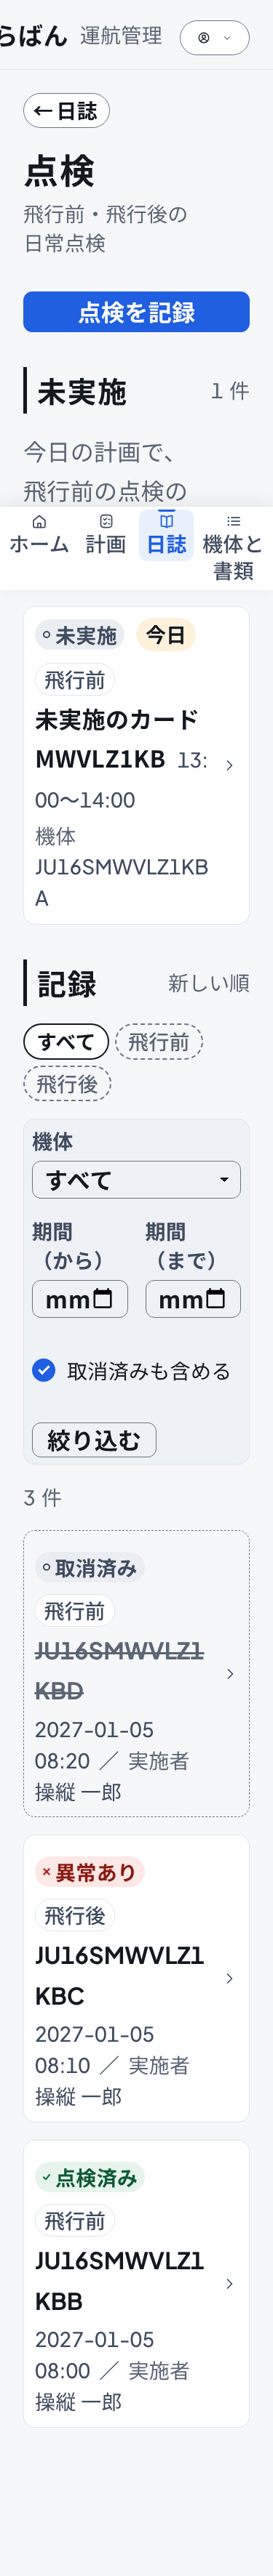 らばん 運航管理
← 日誌
点検
飛行前・飛行後の
日常点検
点検を記録
未実施 1 件
今日の計画で、
飛行前の点検の
ホーム 計画 日誌 機体と
書類
未実施 今日
飛行前
未実施のカード
MWVLZ1KB 13:
00〜14:00
機体
JU16SMWVLZ1KB
A
記録 新しい順
すべて 飛行前
飛行後
機体
すべて
期間 期間
（から） （まで）
mm mm
取消済みも含める
絞り込む
3 件
取消済み
飛行前
JU16SMWVLZ1
KBD
2027-01-05
08:20 ／ 実施者
操縦 一郎
異常あり
飛行後
JU16SMWVLZ1
KBC
2027-01-05
08:10 ／ 実施者
操縦 一郎
点検済み
飛行前
JU16SMWVLZ1
KBB
2027-01-05
08:00 ／ 実施者
操縦 一郎